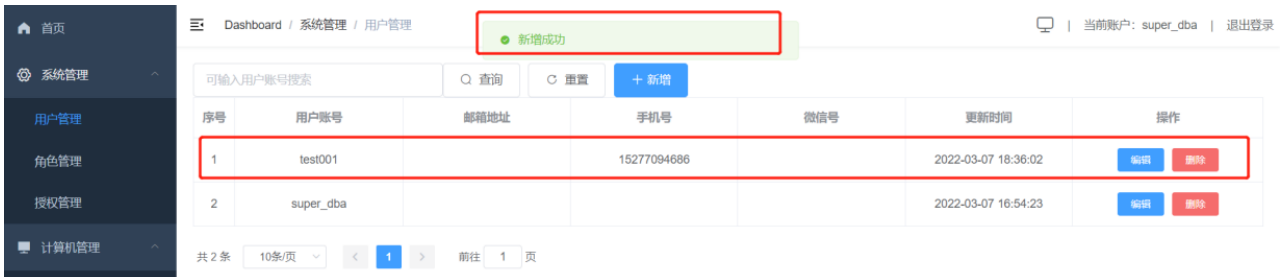 首页
系统管理
用户管理
角色管理
授权管理
计算机管理
Dashboard / 系统管理 / 用户管理
新增成功
| 当前账户：super_dba | 退出登录
可输入用户账号搜索 查询 重置 + 新增
序号 用户账号 邮箱地址 手机号 微信号 更新时间 操作
1 test001 15277094686 2022-03-07 18:36:02 编辑 删除
2 super_dba 2022-03-07 16:54:23 编辑 删除
共 2 条 10条/页 < 1 > 前往 1 页